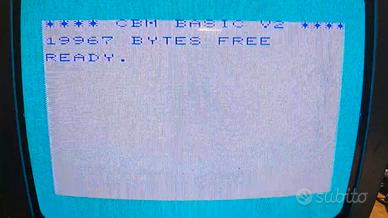 **** CBM BASIC V2 ****
19967 BYTES FREE
READY.
subito